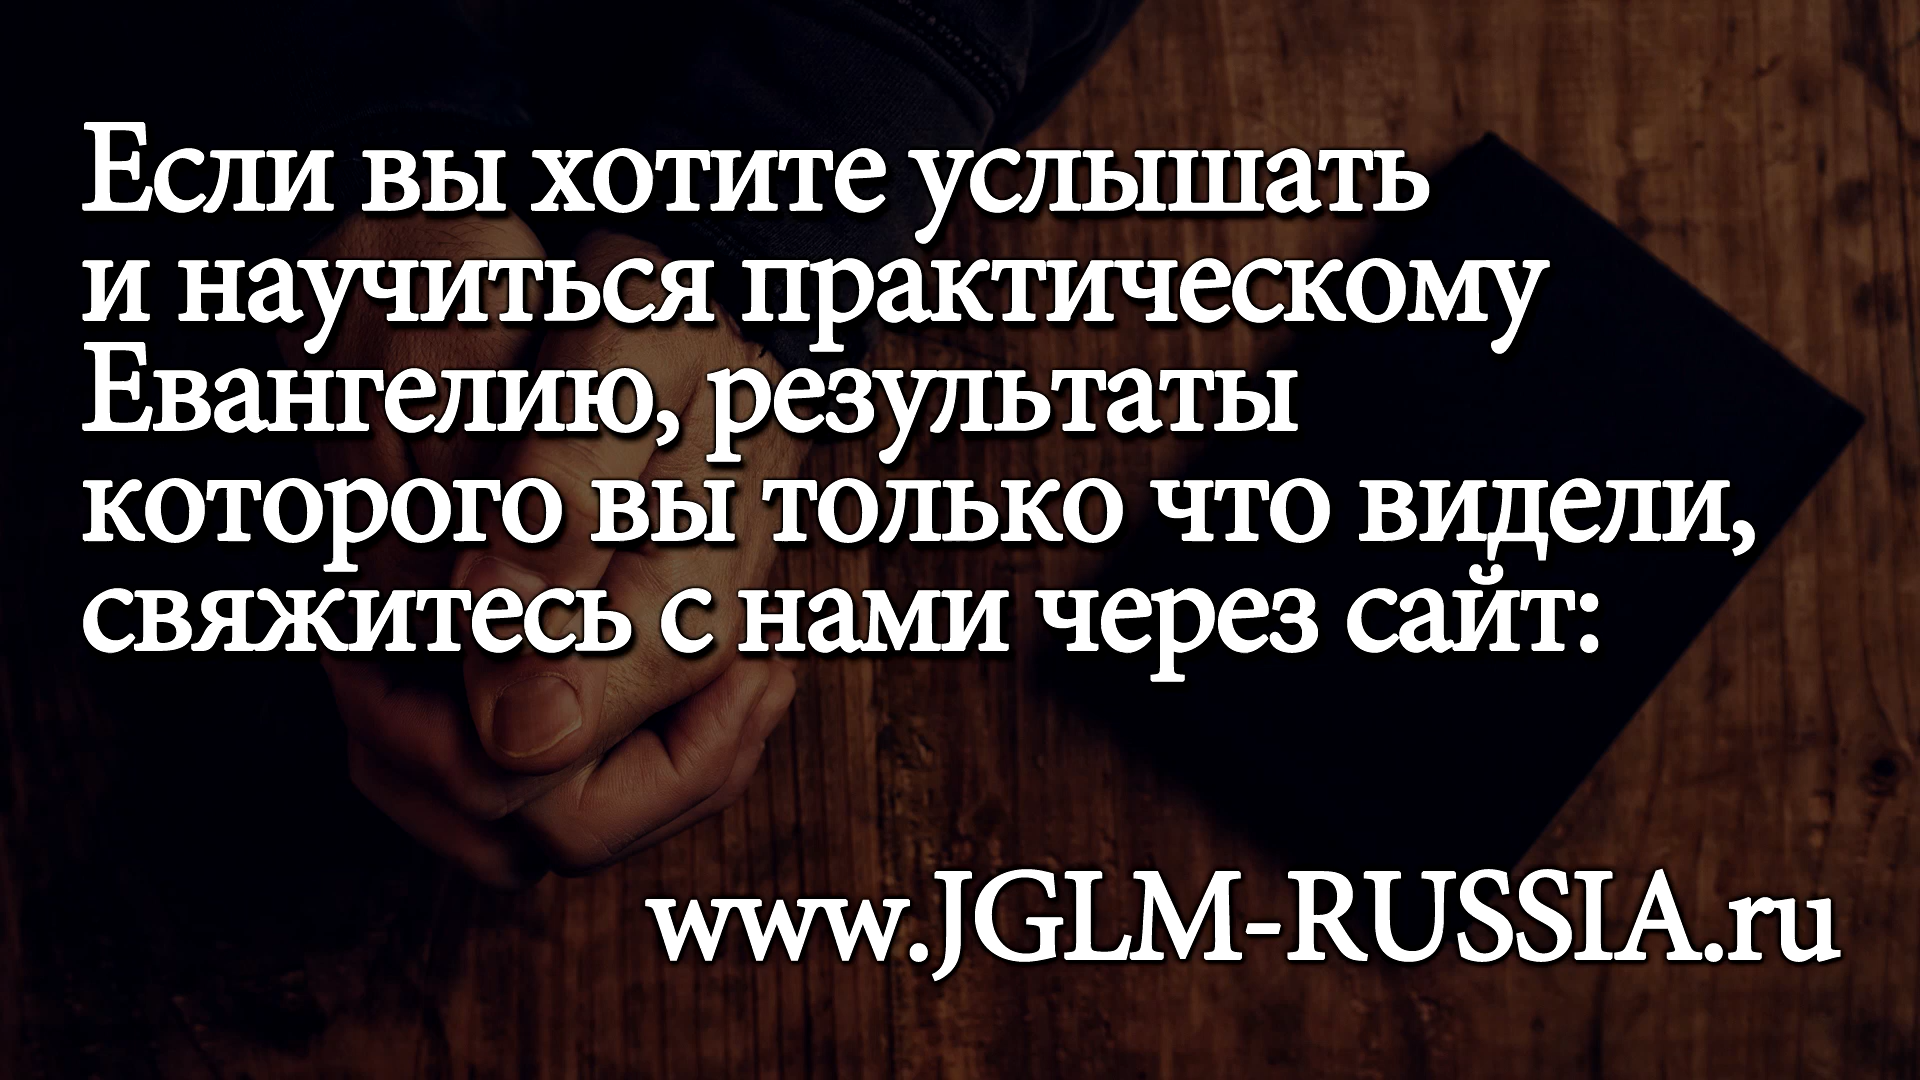 Если вы хотите услышать
и научиться практическому
Евангелию, результаты
которого вы только что видели,
свяжитесь с нами через сайт:
www.JGLM-RUSSIA.ru